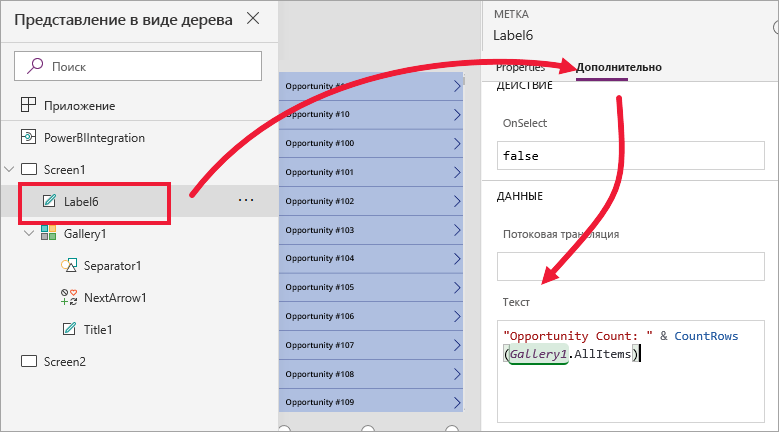 Представление в виде дерева
Поиск
Приложение
PowerBIIntegration
Screen1
Label6
Gallery1
Separator1
NextArrow1
Title1
Screen2
Opportunity #1
Opportunity #10
Opportunity #100
Opportunity #101
Opportunity #102
Opportunity #103
Opportunity #104
Opportunity #105
Opportunity #106
Opportunity #107
Opportunity #108
Opportunity #109
МЕТКА
Label6
Properties
Дополнительно
ДЕЙСТВИЕ
OnSelect
false
ДАННЫЕ
Потоковая трансляция
Текст
"Opportunity Count: " & CountRows
(Gallery1.AllItems)